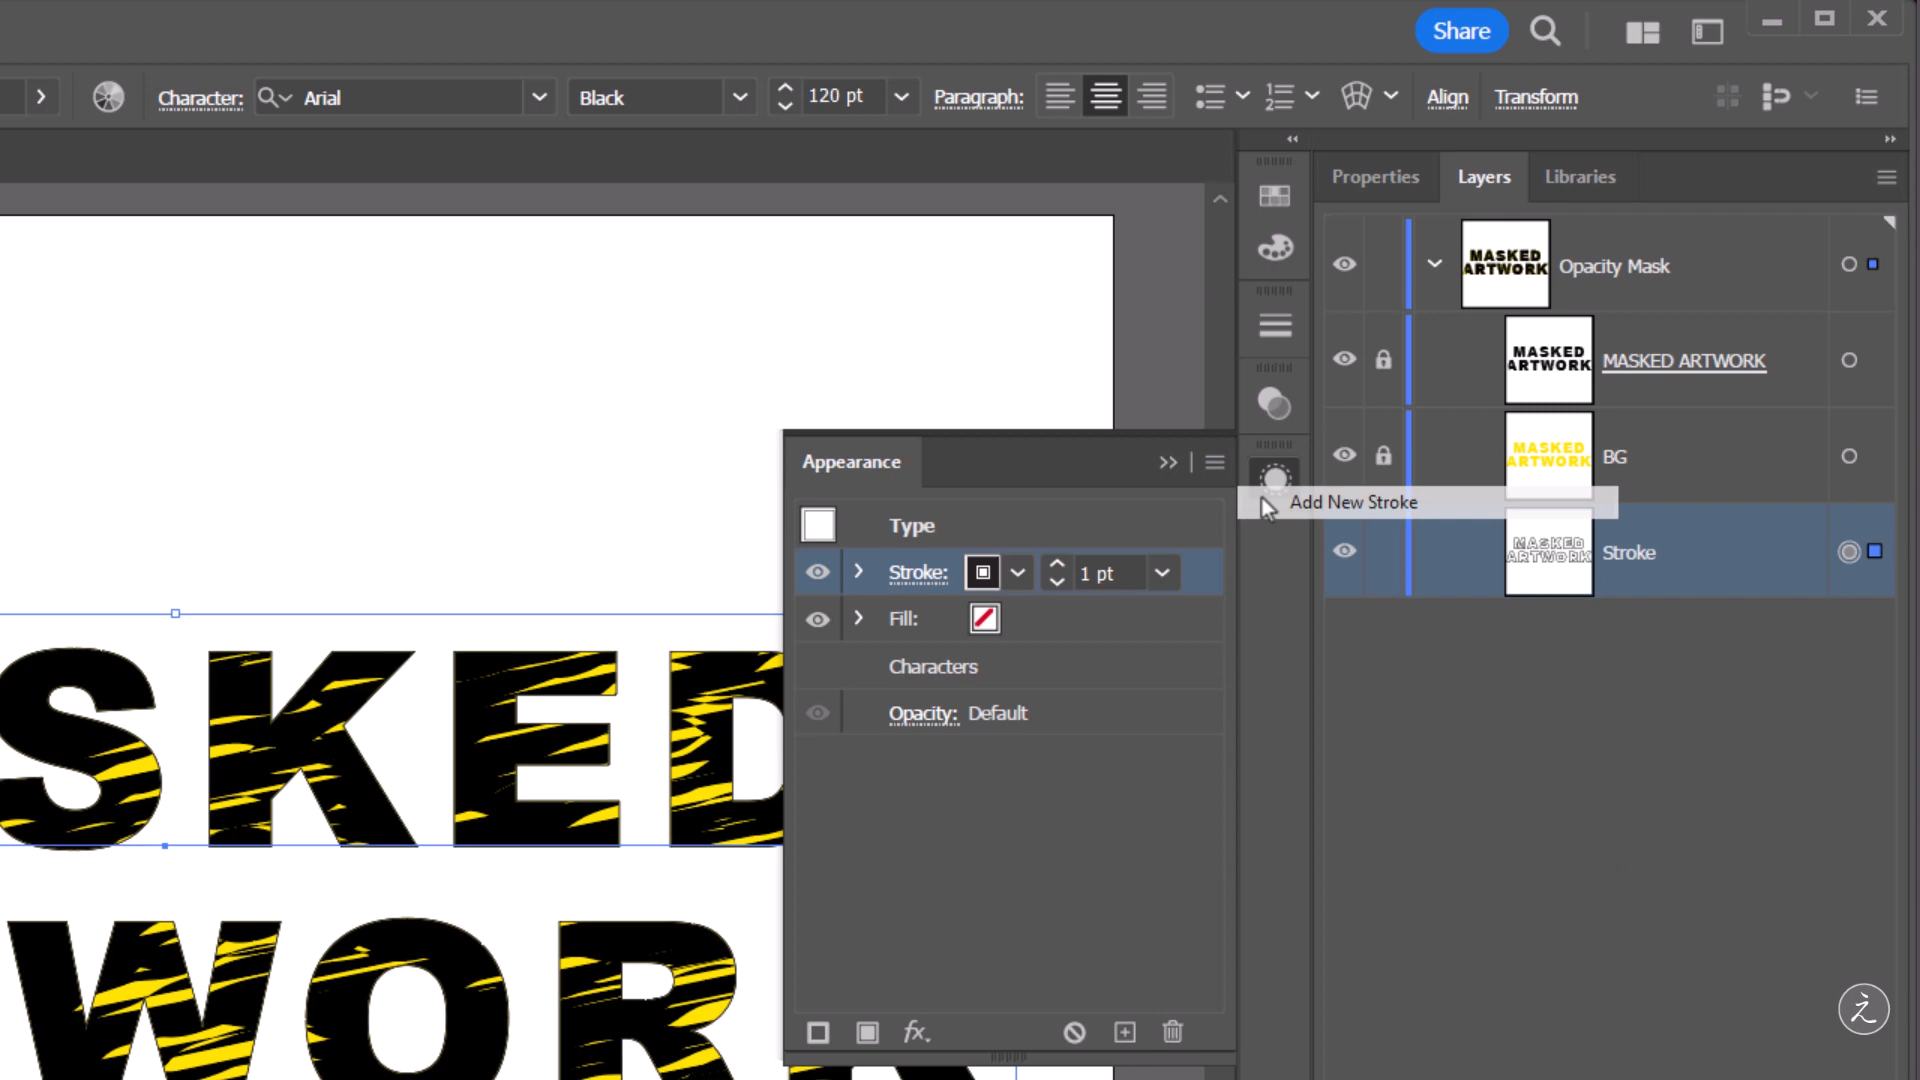 Share
Character: Arial Black 120 pt Paragraph: Align Transform
Properties Layers Libraries
MASKED
ARTWORK
Opacity Mask
MASKED
ARTWORK
MASKED ARTWORK
MASKED
ARTWORK
BG
Add New Stroke
MASKED
ARTWORK
Stroke
Appearance
Type
Stroke: 1 pt
Fill:
Characters
Opacity: Default
fx
SKED
WOR
え